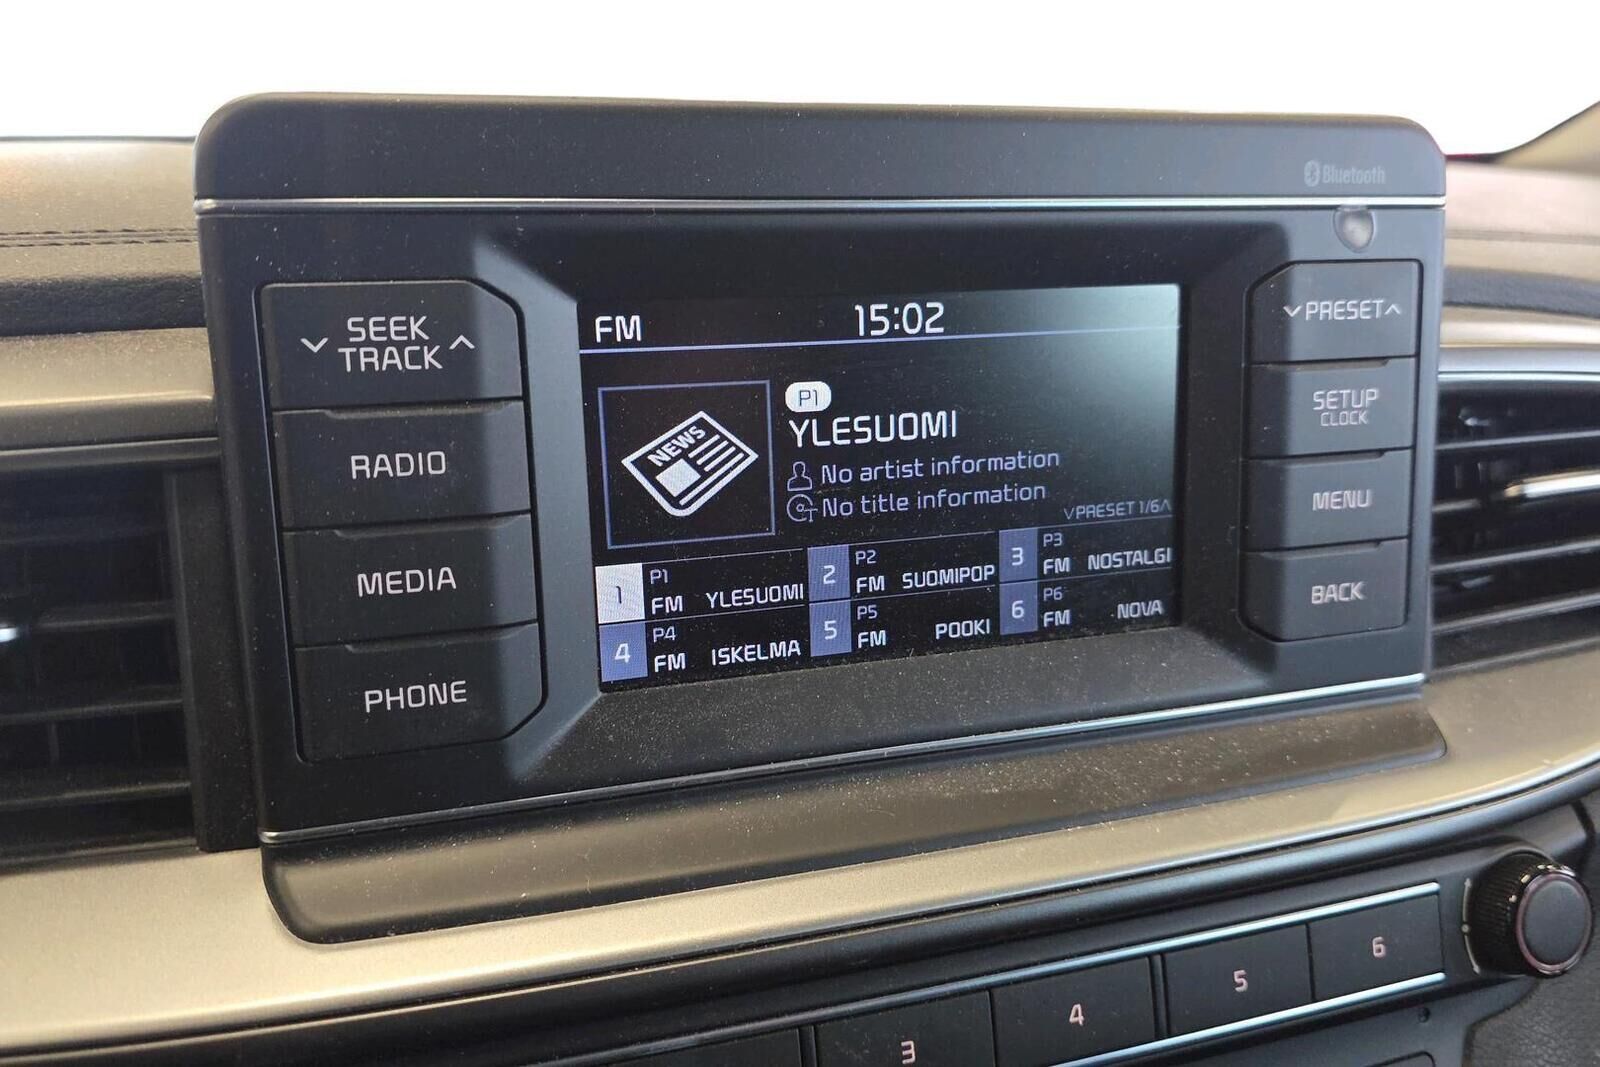 Bluetooth
SEEK
TRACK
RADIO
MEDIA
PHONE
FM 15:02
NEWS
P1
YLESUOMI
No artist information
No title information
PRESET 1/6
1 P1 FM YLESUOMI
2 P2 FM SUOMIPOP
3 P3 FM NOSTALGI
4 P4 FM ISKELMA
5 P5 FM POOKI
6 P6 FM NOVA
PRESET
SETUP
CLOCK
MENU
BACK
3 4 5 6